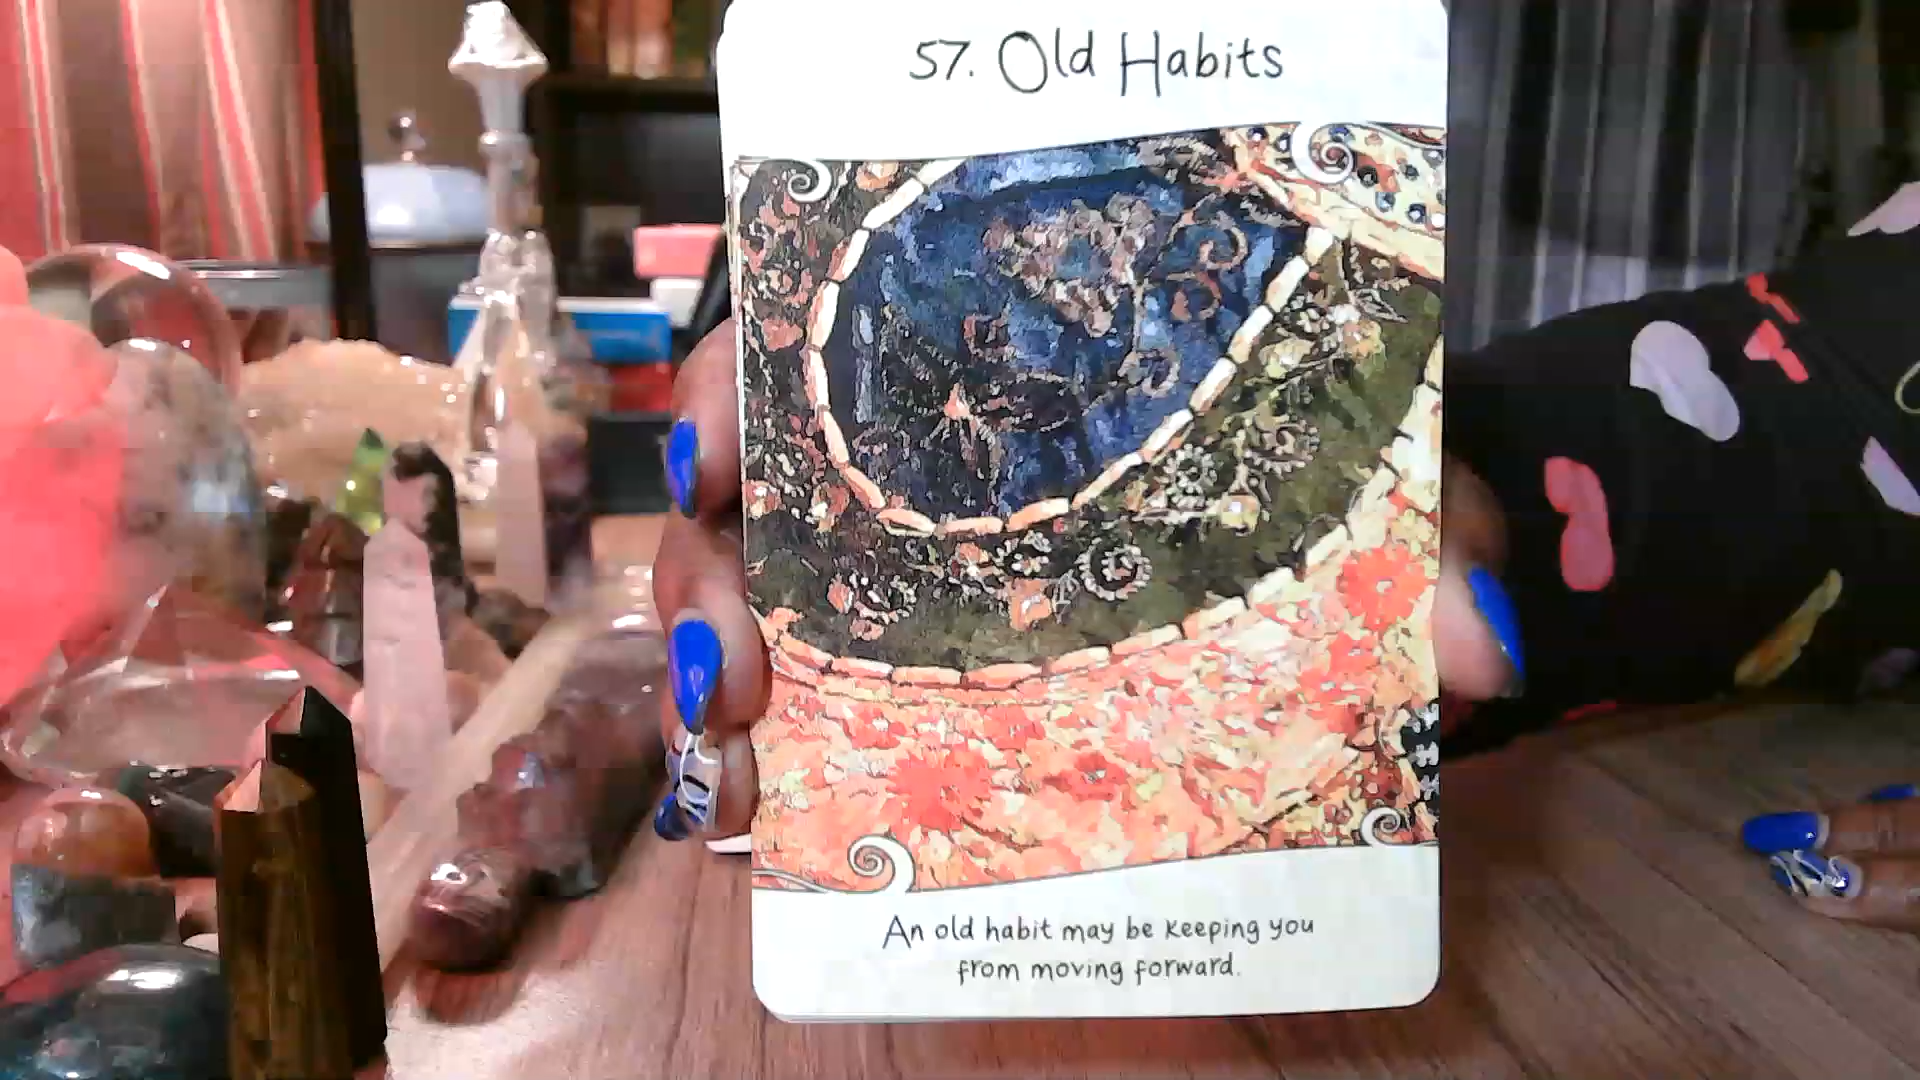 57. Old Habits
An old habit may be keeping you
from moving forward.